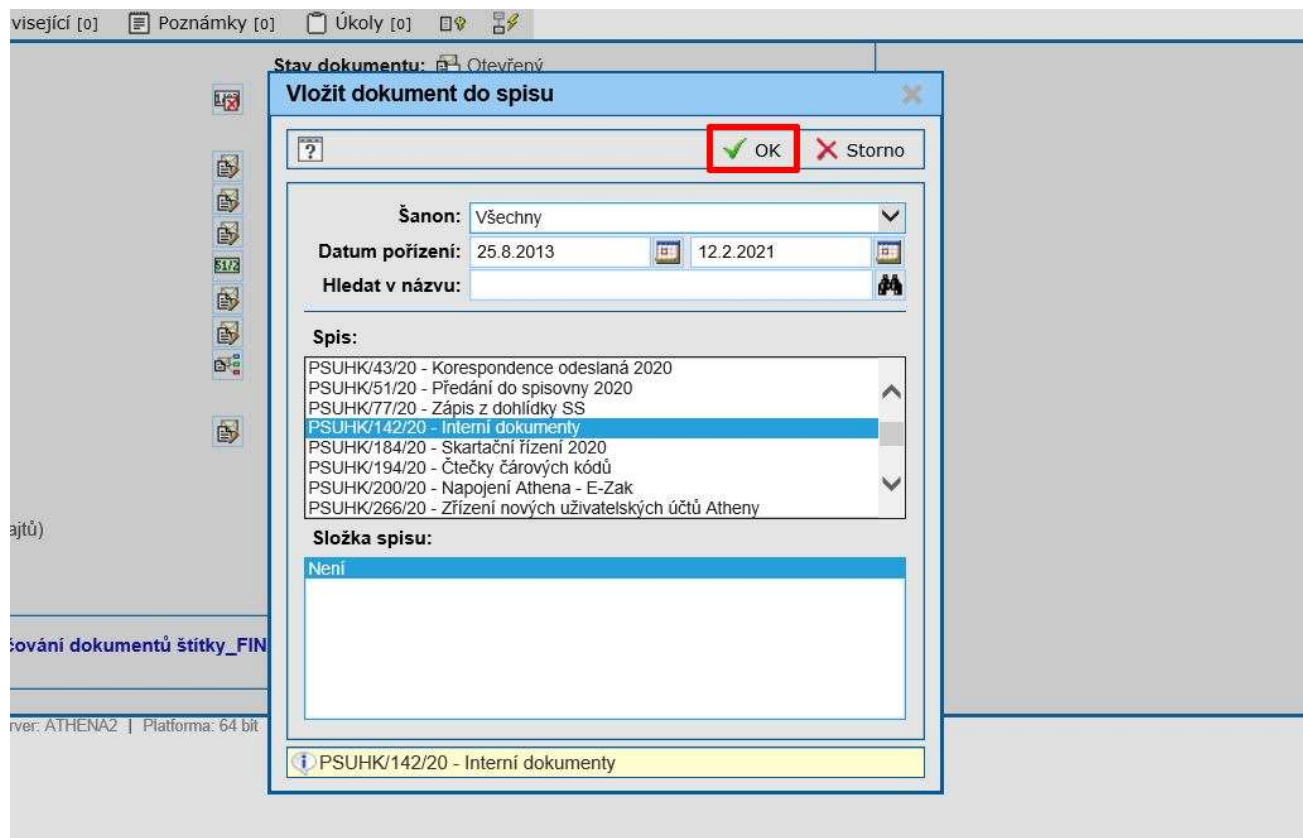 visející [0] Poznámky [0] Úkoly [0]
Stav dokumentu: Otevřený
Vložit dokument do spisu
OK Storno
Šanon: Všechny
Datum pořízení: 25.8.2013 12.2.2021
Hledat v názvu:
Spis:
PSUHK/43/20 - Korespondence odeslaná 2020
PSUHK/51/20 - Předání do spisovny 2020
PSUHK/77/20 - Zápis z dohlídky SS
PSUHK/142/20 - Interní dokumenty
PSUHK/184/20 - Skartační řízení 2020
PSUHK/194/20 - Čtečky čárových kódů
PSUHK/200/20 - Napojení Athena - E-Zak
PSUHK/266/20 - Zřízení nových uživatelských účtů Atheny
ajtů)
Složka spisu:
Není
čování dokumentů štítky_FIN
rver: ATHENA2 | Platforma: 64 bit
PSUHK/142/20 - Interní dokumenty